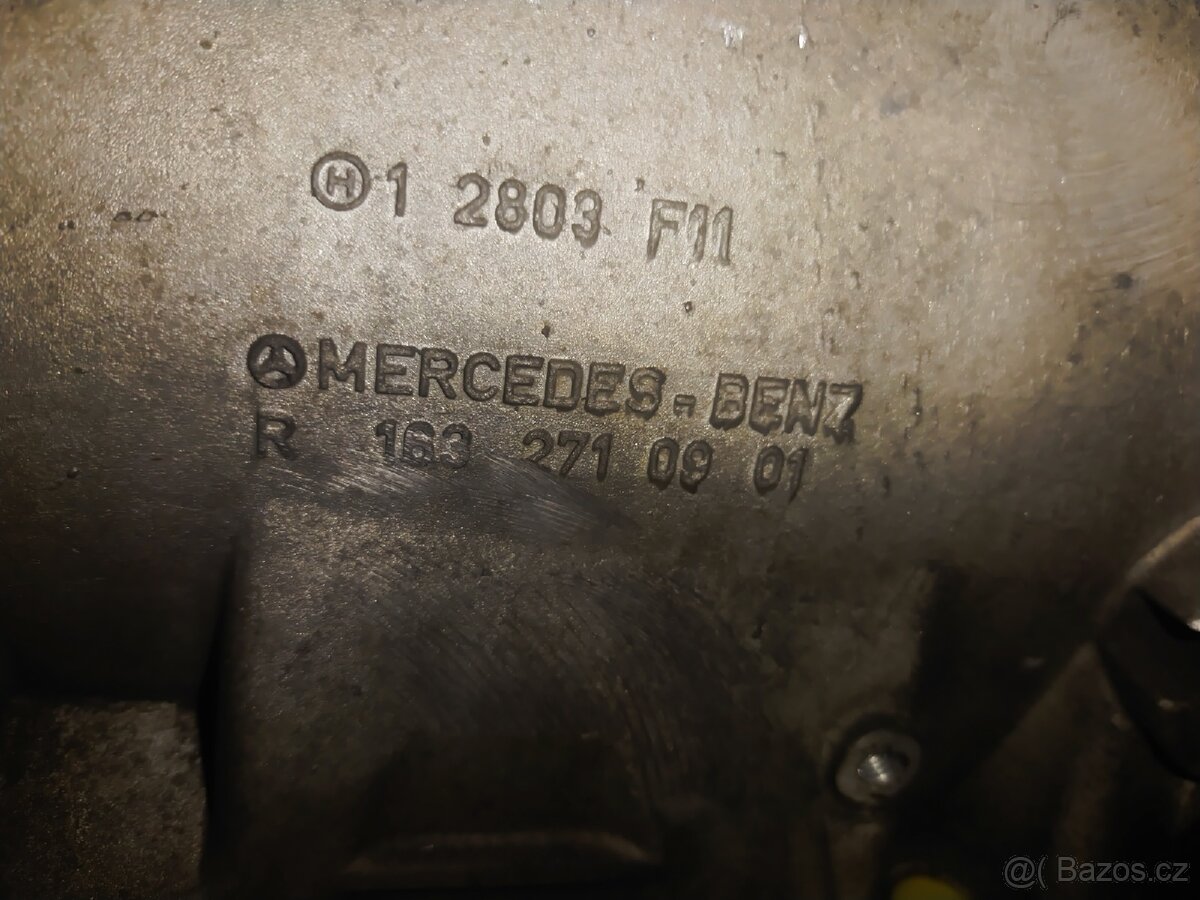 H 1 2803 F11
MERCEDES-BENZ
R 163 271 09 01
@( Bazos.cz